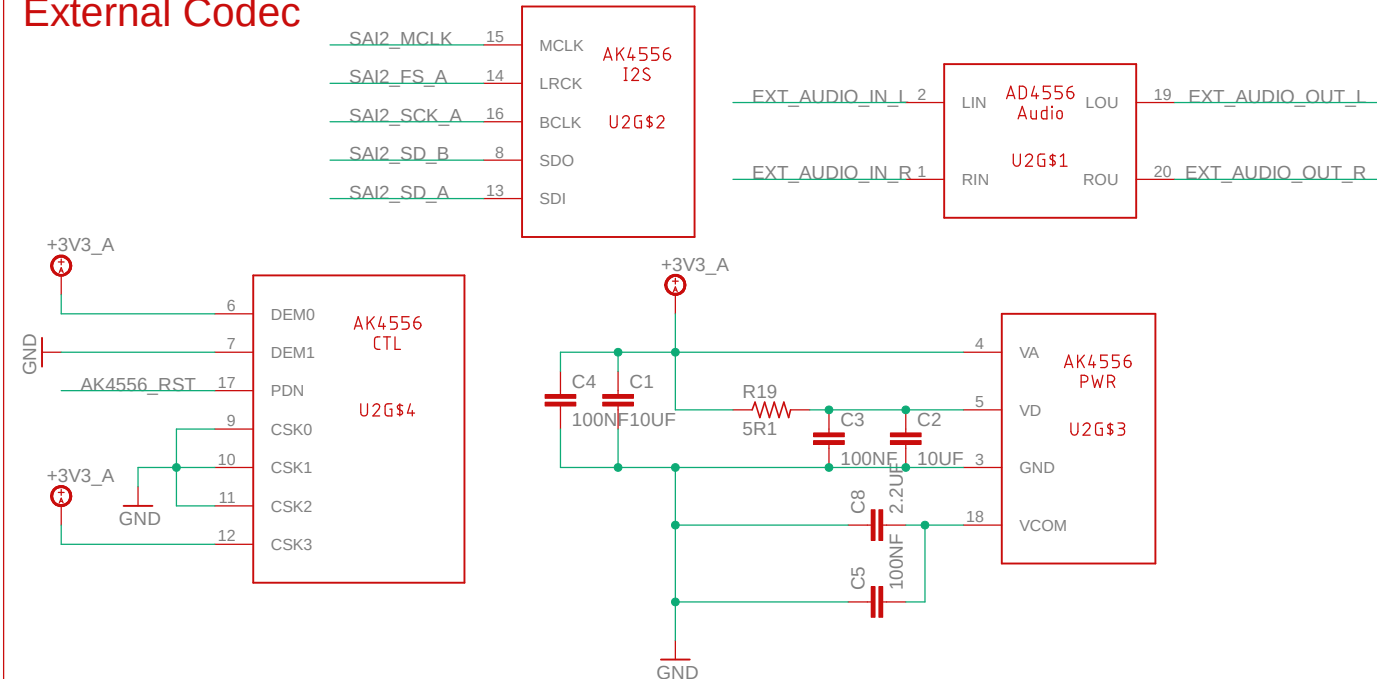 External Codec
SAI2_MCLK 15 MCLK
SAI2_FS_A 14 LRCK
SAI2_SCK_A 16 BCLK
SAI2_SD_B 8 SDO
SAI2_SD_A 13 SDI
AK4556
I2S
U2G$2
EXT_AUDIO_IN_L 2 LIN
EXT_AUDIO_IN_R 1 RIN
AD4556
Audio
U2G$1
LOU 19 EXT_AUDIO_OUT_L
ROU 20 EXT_AUDIO_OUT_R
+3V3_A
6 DEM0
GND
7 DEM1
AK4556_RST 17 PDN
9 CSK0
10 CSK1
11 CSK2
+3V3_A
GND
12 CSK3
AK4556
CTL
U2G$4
+3V3_A
C4
100NF
C1
10UF
R19
5R1
C3
100NF
C2
10UF
C8
2.2UF
C5
100NF
GND
4 VA
5 VD
3 GND
18 VCOM
AK4556
PWR
U2G$3